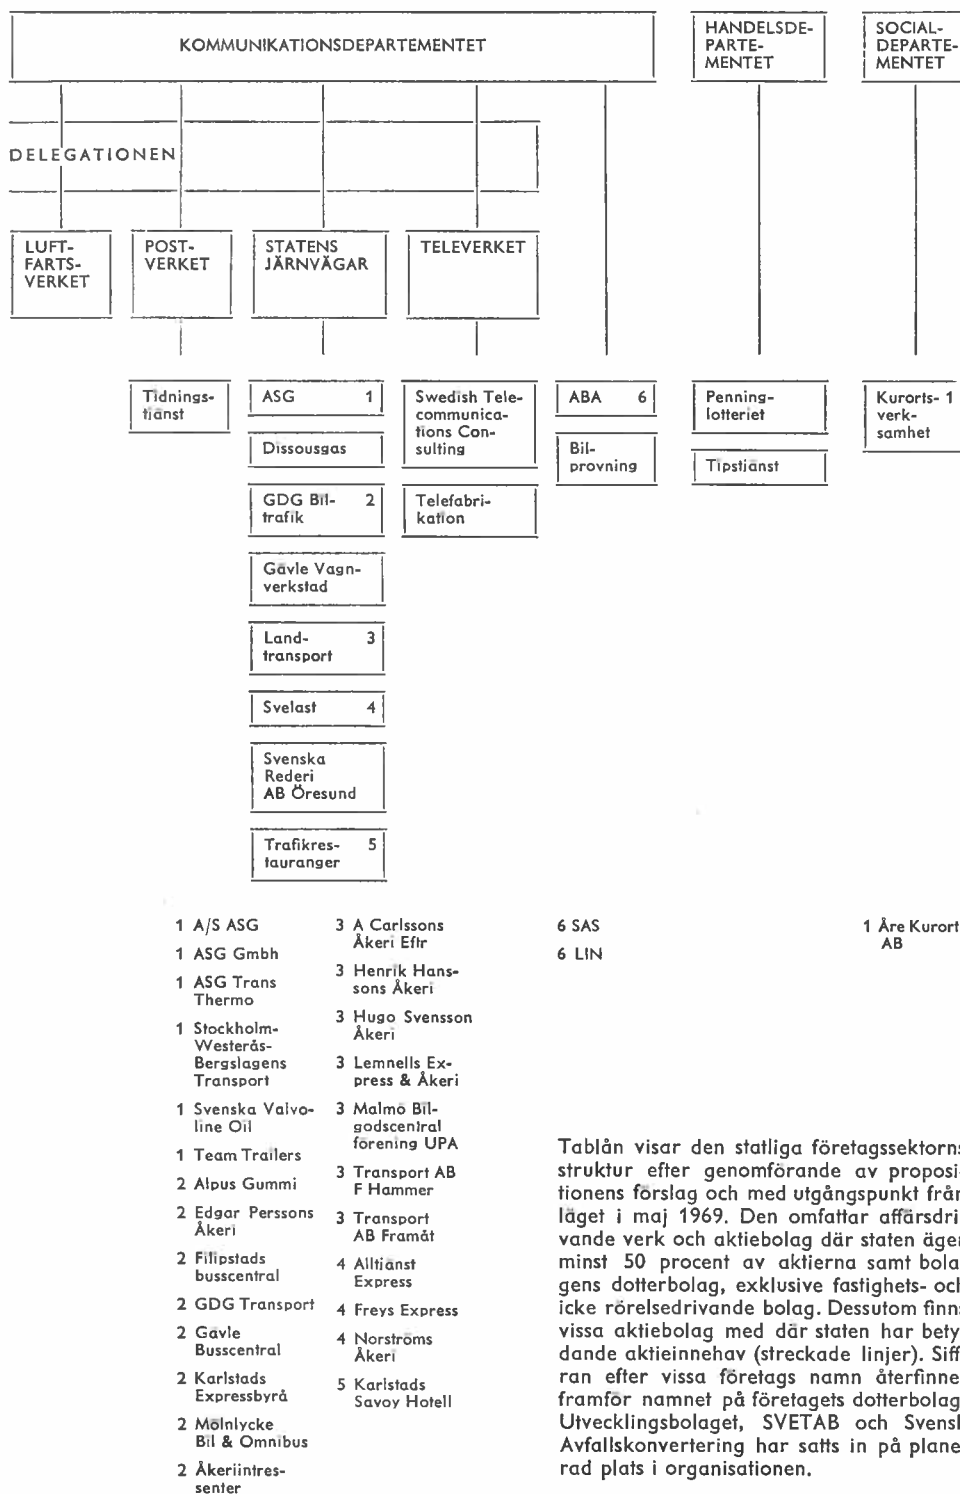 KOMMUNIKATIONSDEPARTEMENTET
HANDELSDE-
PARTE-
MENTET
SOCIAL-
DEPARTE-
MENTET
DELEGATIONEN
LUFT-
FARTS-
VERKET
POST-
VERKET
STATENS
JÄRNVÄGAR
TELEVERKET
Tidnings-
tjänst
ASG 1
Dissousgas
GDG Bil- 2
trafik
Gävle Vagn-
verkstad
Land- 3
transport
Svelast 4
Svenska
Rederi
AB Öresund
Trafikres- 5
tauranger
Swedish Tele-
communica-
tions Con-
sulting
Telefabri-
kation
ABA 6
Bil-
provning
Penning-
lotteriet
Tipstjänst
Kurorts- 1
verk-
samhet
1 A/S ASG
1 ASG Gmbh
1 ASG Trans
Thermo
1 Stockholm-
Westerås-
Bergslagens
Transport
1 Svenska Valvo-
line Oil
1 Team Trailers
2 Alpus Gummi
2 Edgar Perssons
Åkeri
2 Filipstads
busscentral
2 GDG Transport
2 Gävle
Busscentral
2 Karlstads
Expressbyrå
2 Mölnlycke
Bil & Omnibus
2 Åkeriintres-
senter
3 A Carlssons
Åkeri Eftr
3 Henrik Hans-
sons Åkeri
3 Hugo Svensson
Åkeri
3 Lemnells Ex-
press & Åkeri
3 Malmö Bil-
godscentral
förening UPA
3 Transport AB
F Hammer
3 Transport
AB Framåt
4 Alltjänst
Express
4 Freys Express
4 Norströms
Åkeri
5 Karlstads
Savoy Hotell
6 SAS
6 LIN
1 Åre Kurort
AB
Tablån visar den statliga företagssektorns
struktur efter genomförande av proposi-
tionens förslag och med utgångspunkt från
läget i maj 1969. Den omfattar affärsdri-
vande verk och aktiebolag där staten äger
minst 50 procent av aktierna samt bola-
gens dotterbolag, exklusive fastighets- och
icke rörelsedrivande bolag. Dessutom finns
vissa aktiebolag med där staten har bety-
dande aktieinnehav (streckade linjer). Siff-
ran efter vissa företags namn återfinne
framför namnet på företagets dotterbolag.
Utvecklingsbolaget, SVETAB och Svensk
Avfallskonvertering har satts in på plane-
rad plats i organisationen.